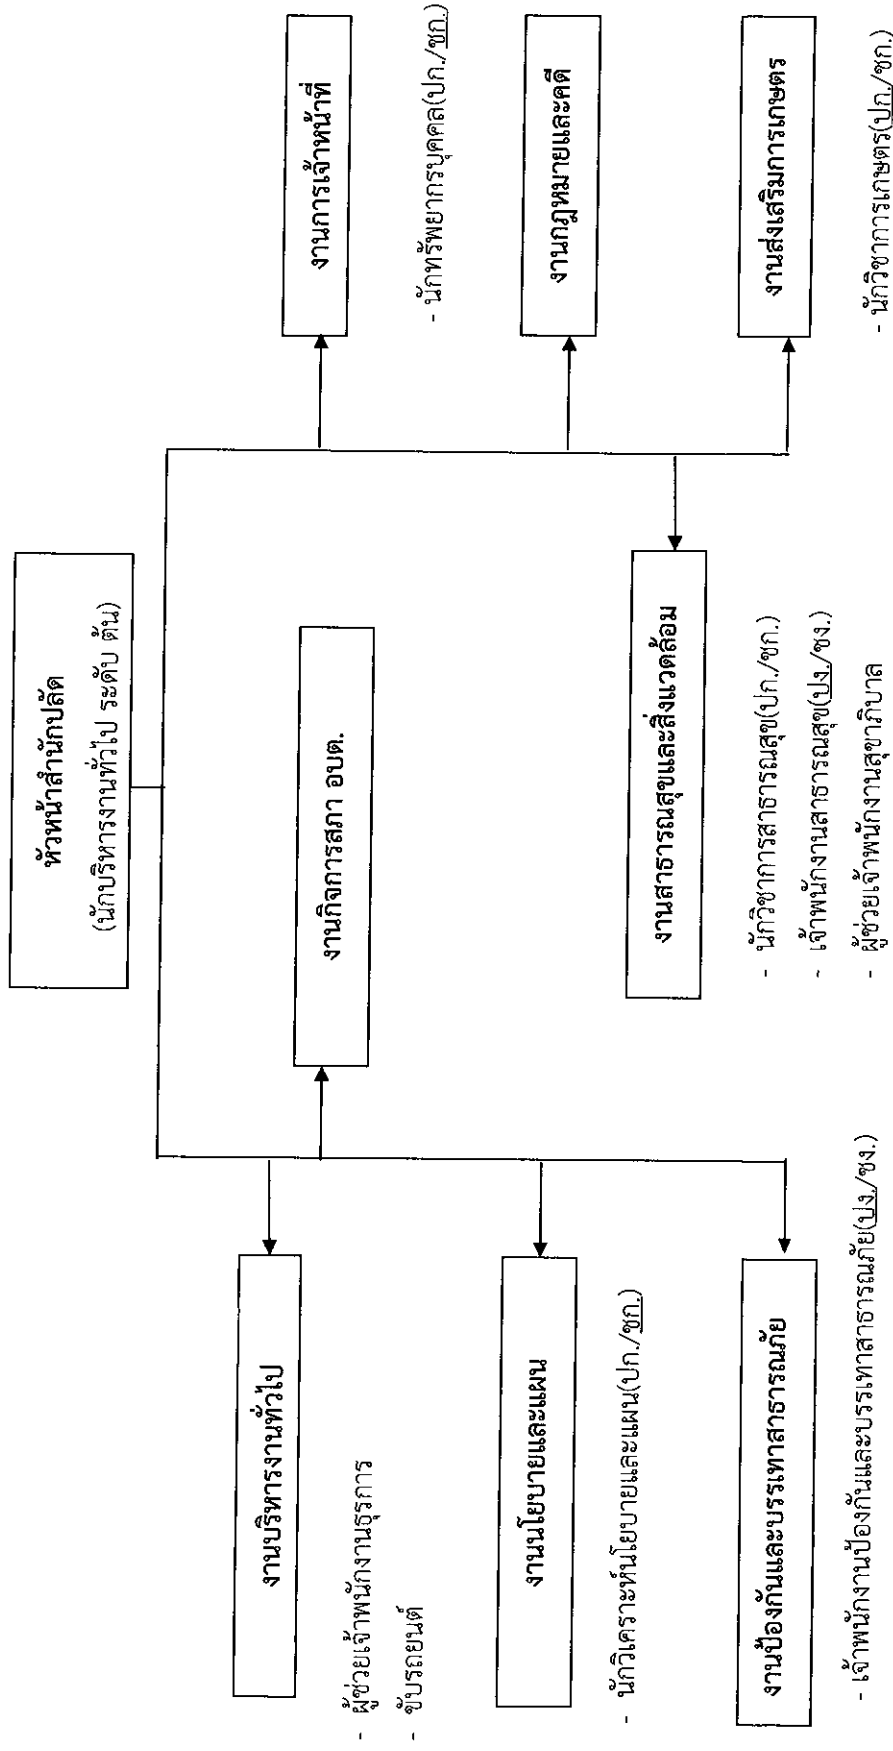 หัวหน้าสำนักปลัด
(นักบริหารงานทั่วไป ระดับ ต้น)
งานบริหารงานทั่วไป
- ผู้ช่วยเจ้าพนักงานธุรการ
- ขับรถยนต์
งานกิจการสภา อบต.
งานการเจ้าหน้าที่
- นักทรัพยากรบุคคล(ปก./ชก.)
งานนโยบายและแผน
- นักวิเคราะห์นโยบายและแผน(ปก./ชก.)
งานกฎหมายและคดี
งานสาธารณสุขและสิ่งแวดล้อม
- นักวิชาการสาธารณสุข(ปก./ชก.)
- เจ้าพนักงานสาธารณสุข(ปง./ชง.)
- ผู้ช่วยเจ้าพนักงานสุขาภิบาล
งานป้องกันและบรรเทาสาธารณภัย
- เจ้าพนักงานป้องกันและบรรเทาสาธารณภัย(ปง./ชง.)
งานส่งเสริมการเกษตร
- นักวิชาการเกษตร(ปก./ชก.)